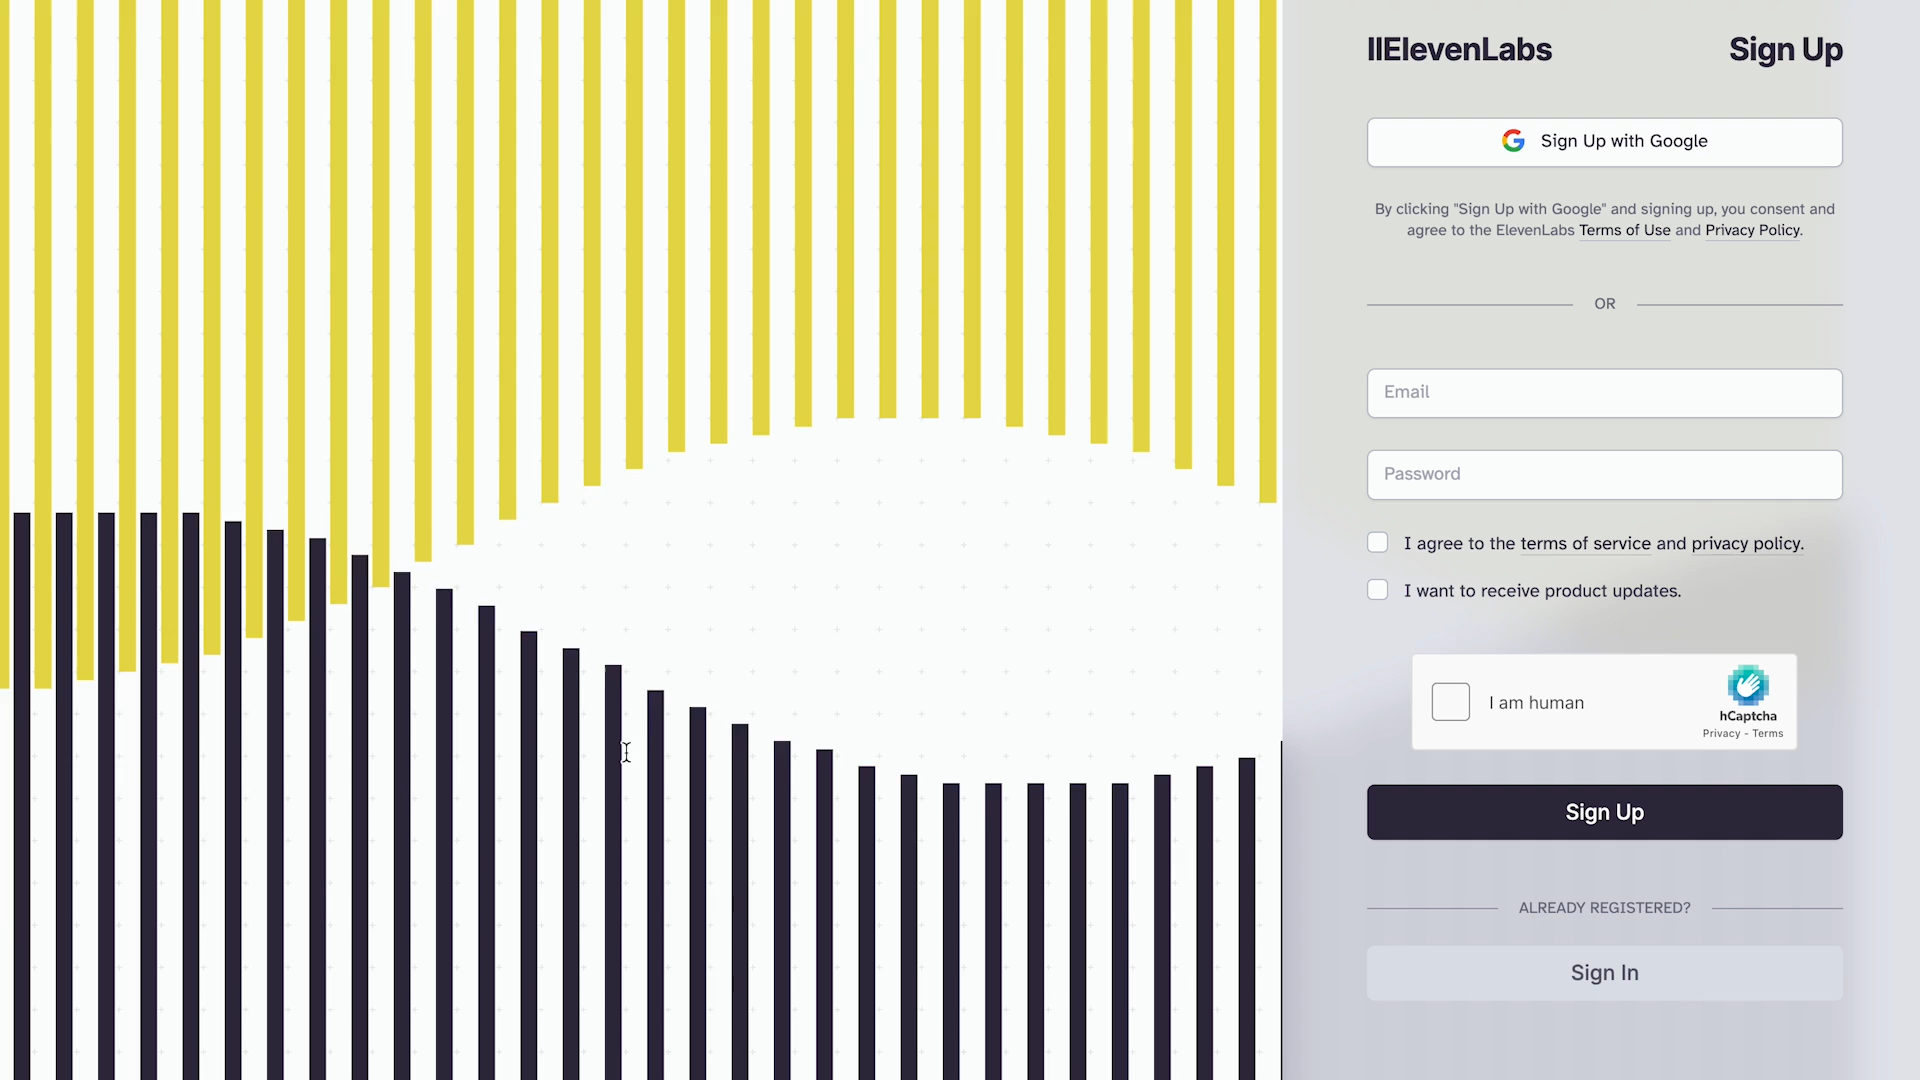 IIElevenLabs
Sign Up
Sign Up with Google
By clicking "Sign Up with Google" and signing up, you consent and
agree to the ElevenLabs Terms of Use and Privacy Policy.
OR
Email
Password
I agree to the terms of service and privacy policy.
I want to receive product updates.
I am human
hCaptcha
Privacy - Terms
Sign Up
ALREADY REGISTERED?
Sign In